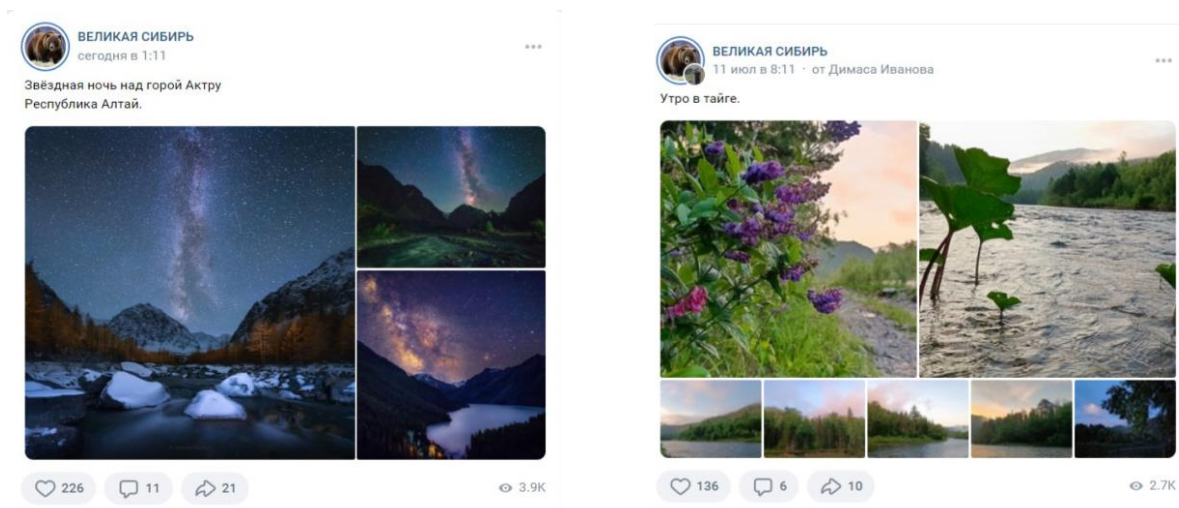 ВЕЛИКАЯ СИБИРЬ
сегодня в 1:11
Звёздная ночь над горой Актру
Республика Алтай.
226
11
21
3.9K
ВЕЛИКАЯ СИБИРЬ
11 июл в 8:11 · от Димаса Иванова
Утро в тайге.
136
6
10
2.7K